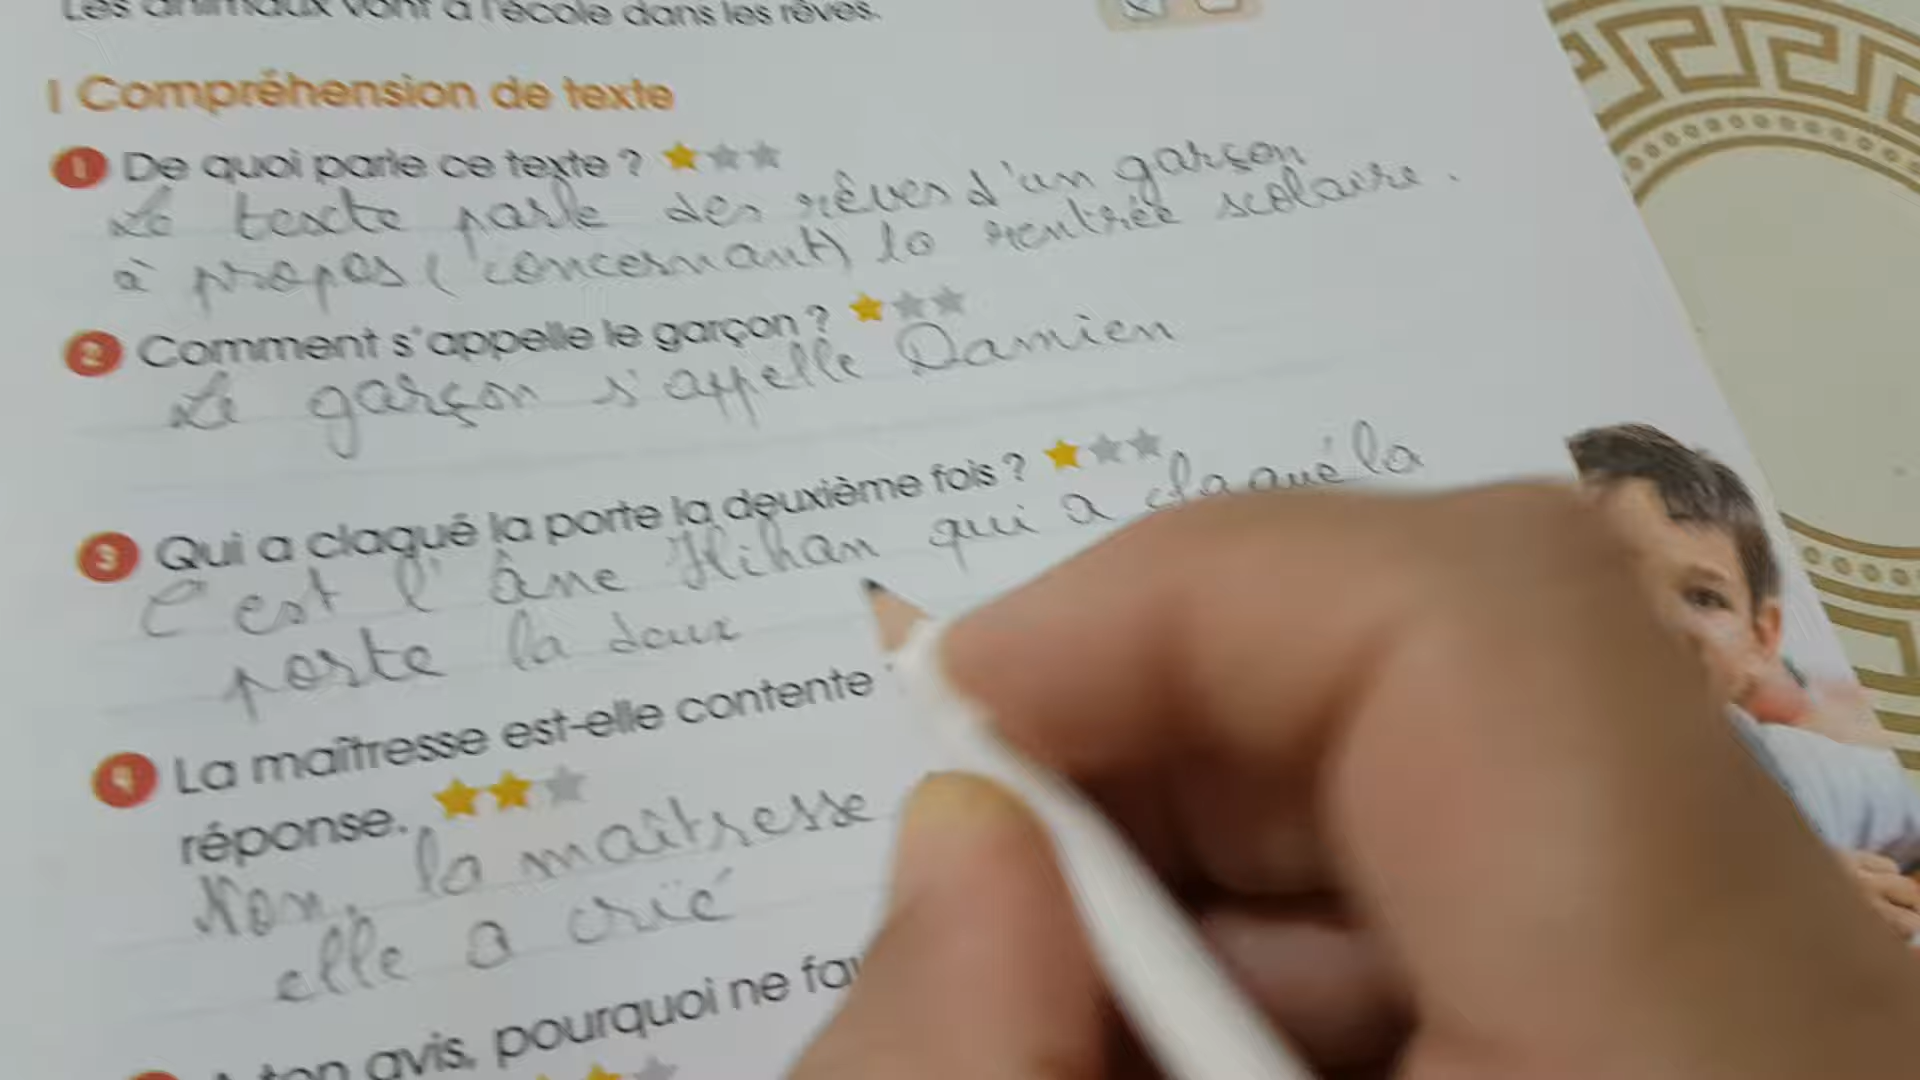 Les animaux vont à l'école dans les rêves.
I Compréhension de texte
1 De quoi parle ce texte ?
Le texte parle des rêves d'un garçon
à propos ( concernant) la rentrée scolaire.
2 Comment s'appelle le garçon ?
Le garçon s'appelle Damien
3 Qui a claqué la porte la deuxième fois ?
C'est l'âne Hihan qui a claqué la
porte la deux
4 La maîtresse est-elle contente
réponse.
Non, la maîtresse
elle a crié
ton avis, pourquoi ne